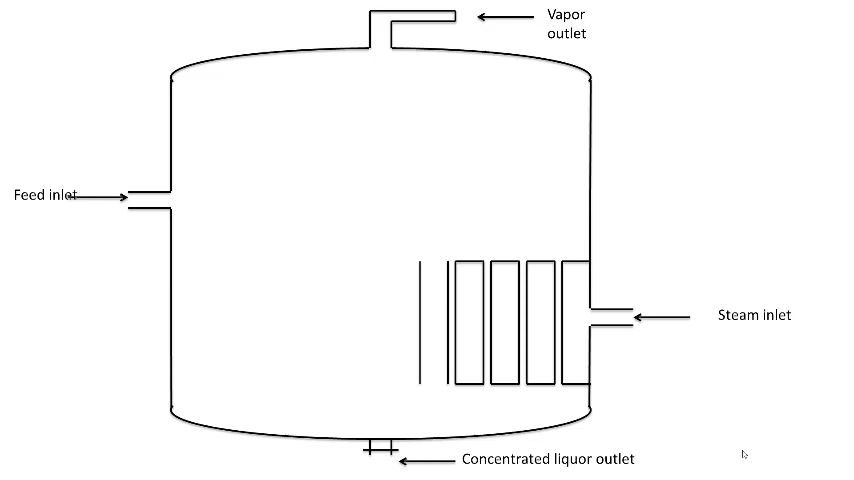 Vapor
outlet
Feed inlet
Steam inlet
Concentrated liquor outlet